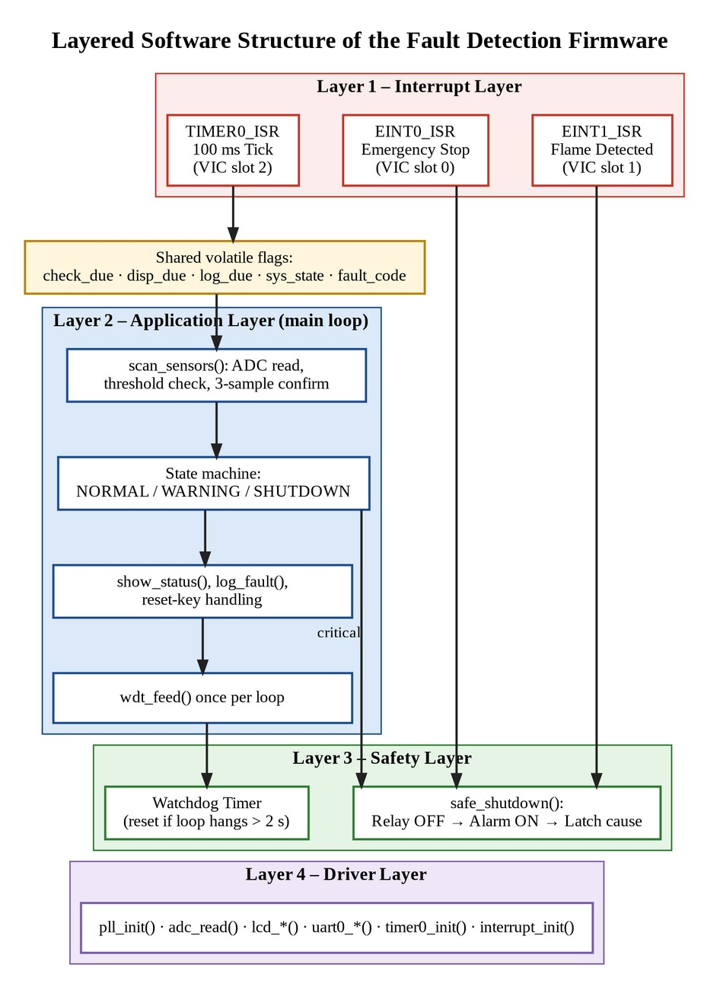 Layered Software Structure of the Fault Detection Firmware
Layer 1 – Interrupt Layer
TIMER0_ISR
100 ms Tick
(VIC slot 2)
EINT0_ISR
Emergency Stop
(VIC slot 0)
EINT1_ISR
Flame Detected
(VIC slot 1)
Shared volatile flags:
check_due · disp_due · log_due · sys_state · fault_code
Layer 2 – Application Layer (main loop)
scan_sensors(): ADC read,
threshold check, 3-sample confirm
State machine:
NORMAL / WARNING / SHUTDOWN
show_status(), log_fault(),
reset-key handling
critical
wdt_feed() once per loop
Layer 3 – Safety Layer
Watchdog Timer
(reset if loop hangs > 2 s)
safe_shutdown():
Relay OFF → Alarm ON → Latch cause
Layer 4 – Driver Layer
pll_init() · adc_read() · lcd_*() · uart0_*() · timer0_init() · interrupt_init()